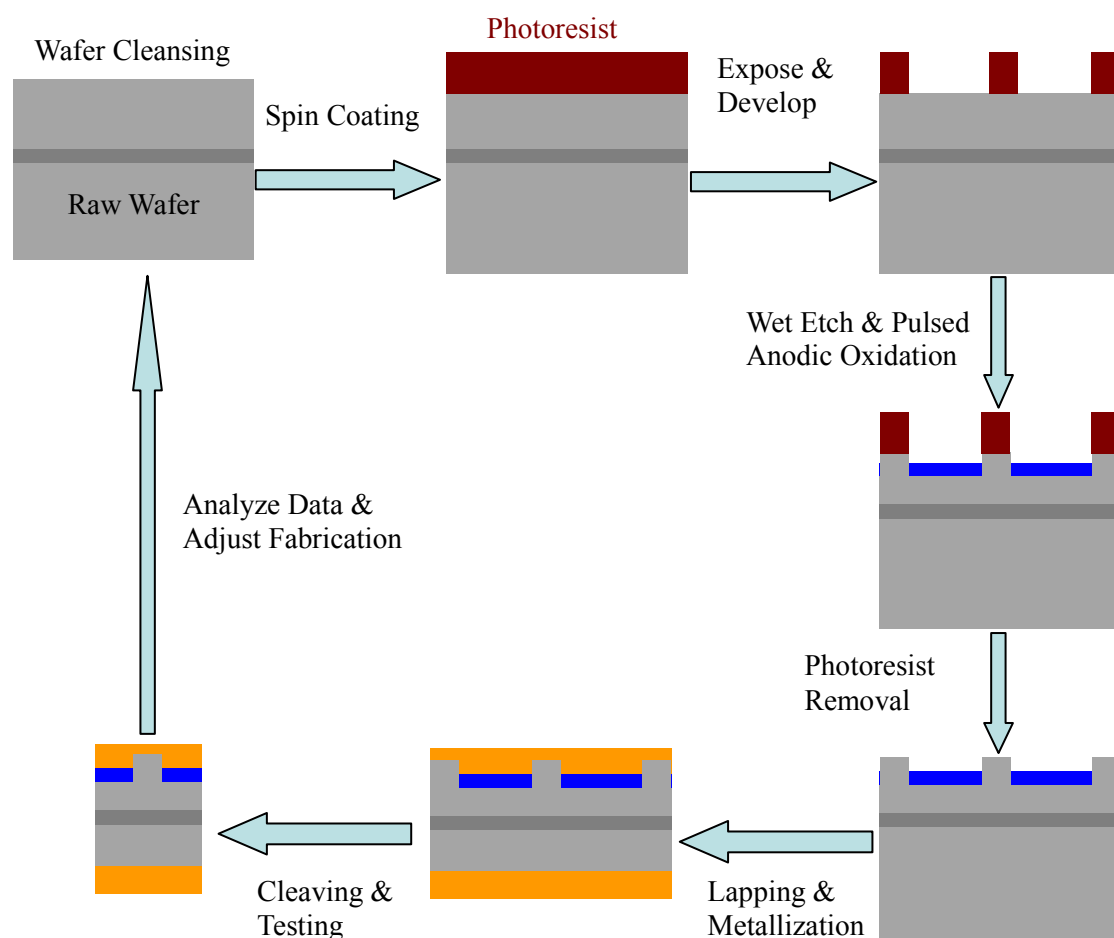 Wafer Cleansing
Raw Wafer
Spin Coating
Photoresist
Expose &
Develop
Wet Etch & Pulsed
Anodic Oxidation
Photoresist
Removal
Lapping &
Metallization
Cleaving &
Testing
Analyze Data &
Adjust Fabrication